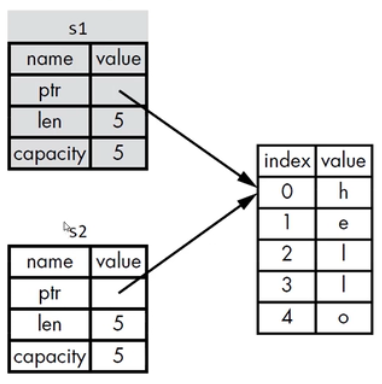 s1
name value
ptr
len 5
capacity 5
s2
name value
ptr
len 5
capacity 5
index value
0 h
1 e
2 l
3 l
4 o